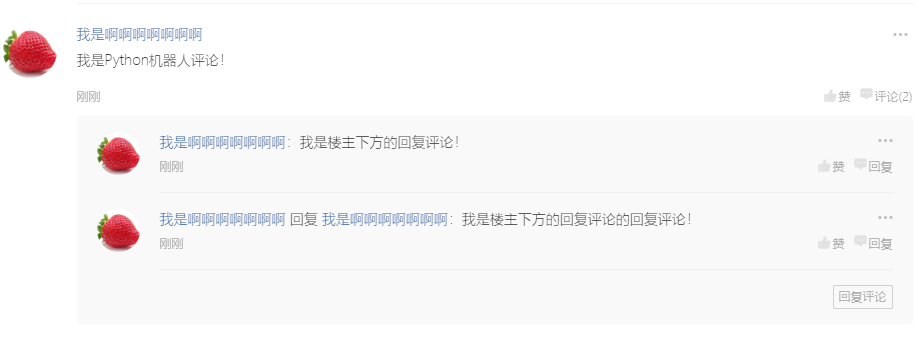 我是啊啊啊啊啊啊啊
我是Python机器人评论！
刚刚 赞 评论(2)
我是啊啊啊啊啊啊啊：我是楼主下方的回复评论！
刚刚 赞 回复
我是啊啊啊啊啊啊啊 回复 我是啊啊啊啊啊啊啊：我是楼主下方的回复评论的回复评论！
刚刚 赞 回复
回复评论